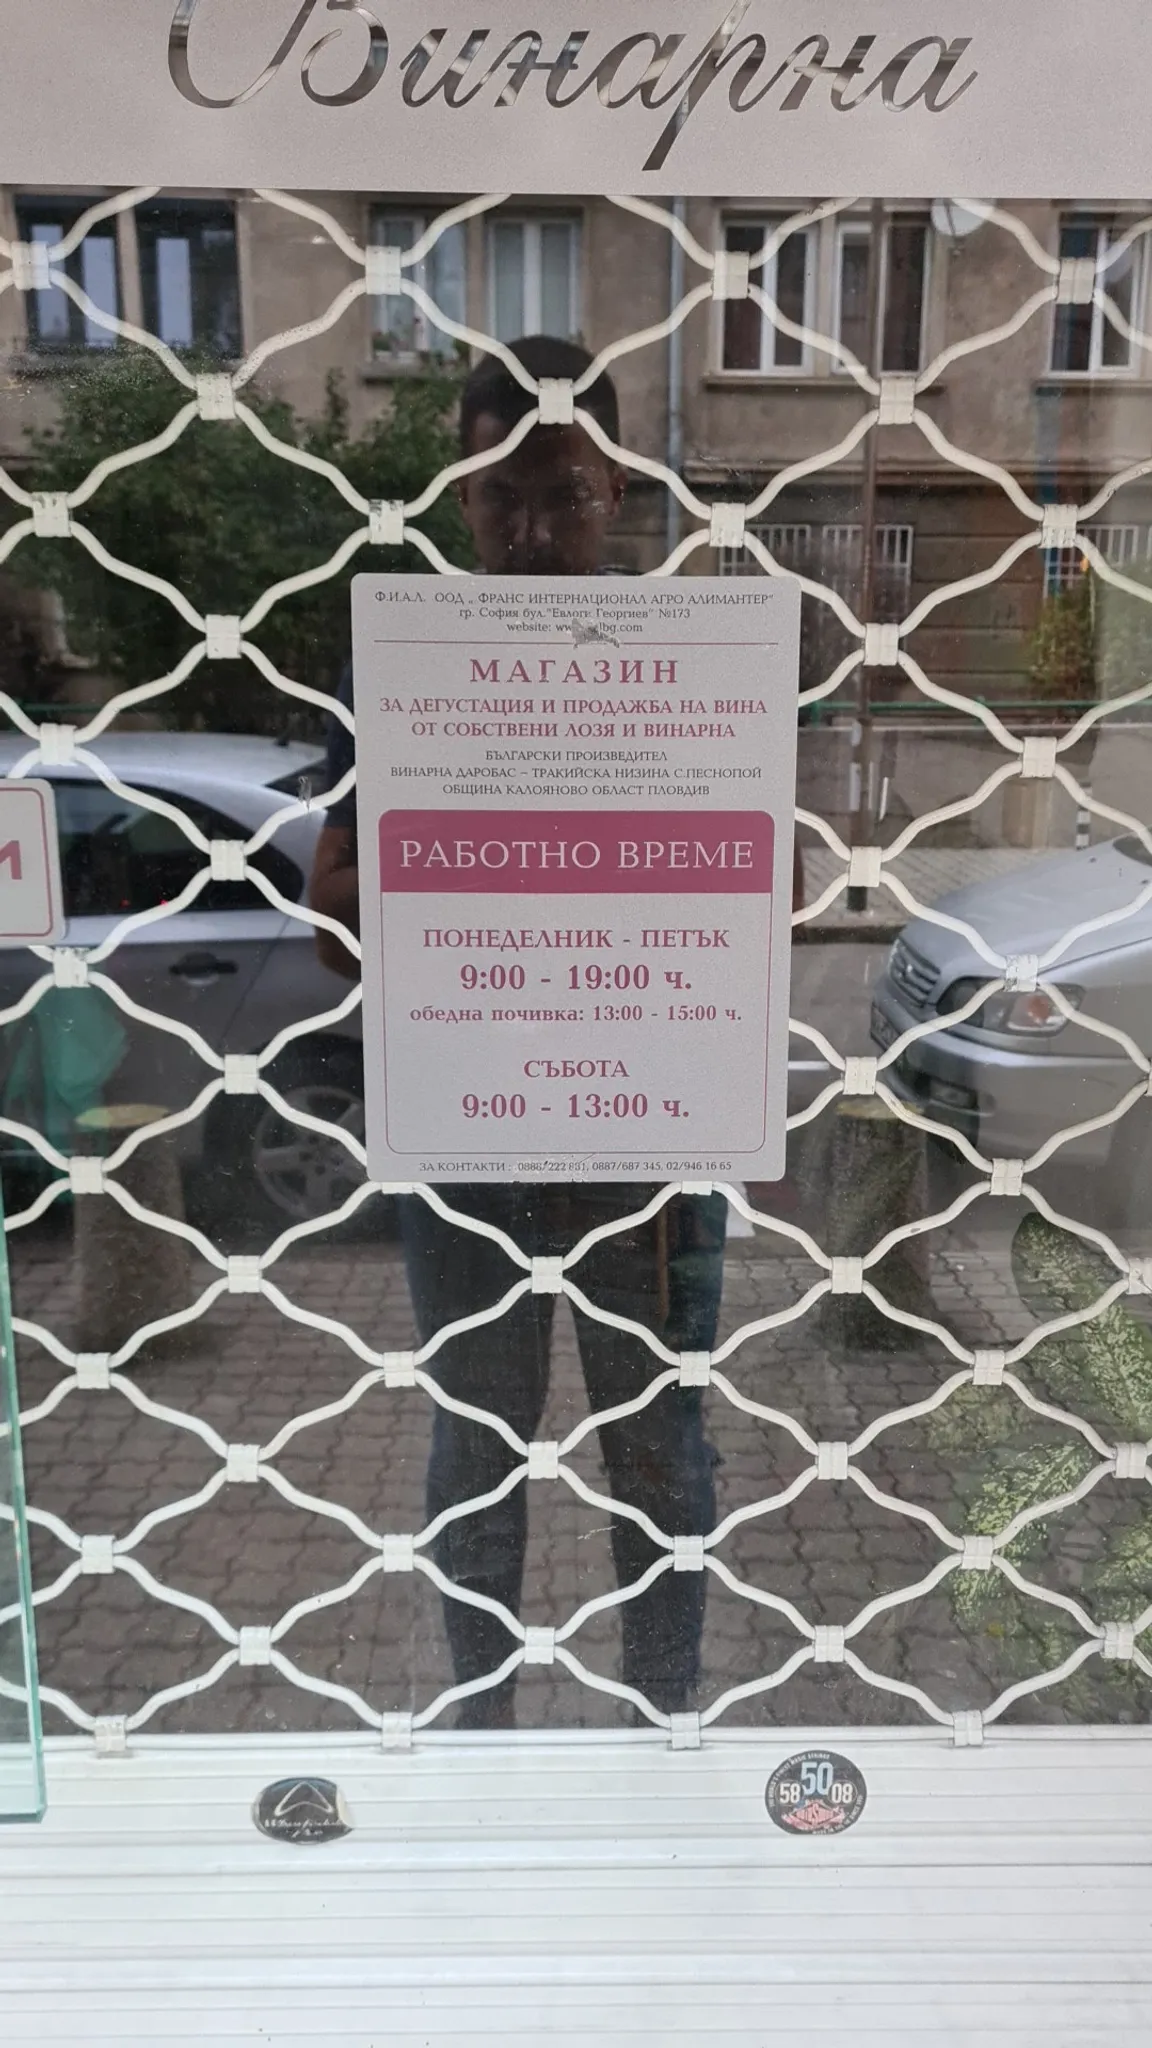 Винарна
Ф.И.А.Л. ООД „ ФРАНС ИНТЕРНАЦИОНАЛ АГРО АЛИМАНТЕР"
гр. София бул."Евлоги Георгиев" №173
website:
МАГАЗИН
ЗА ДЕГУСТАЦИЯ И ПРОДАЖБА НА ВИНА
ОТ СОБСТВЕНИ ЛОЗЯ И ВИНАРНА
БЪЛГАРСКИ ПРОИЗВЕДИТЕЛ
ВИНАРНА ДАРОБАС – ТРАКИЙСКА НИЗИНА С.ПЕСНОПОЙ
ОБЩИНА КАЛОЯНОВО ОБЛАСТ ПЛОВДИВ
РАБОТНО ВРЕМЕ
ПОНЕДЕЛНИК - ПЕТЪК
9:00 - 19:00 ч.
обедна почивка: 13:00 - 15:00 ч.
СЪБОТА
9:00 - 13:00 ч.
ЗА КОНТАКТИ : 0887/687 345, 02/946 16 65
58 50 08